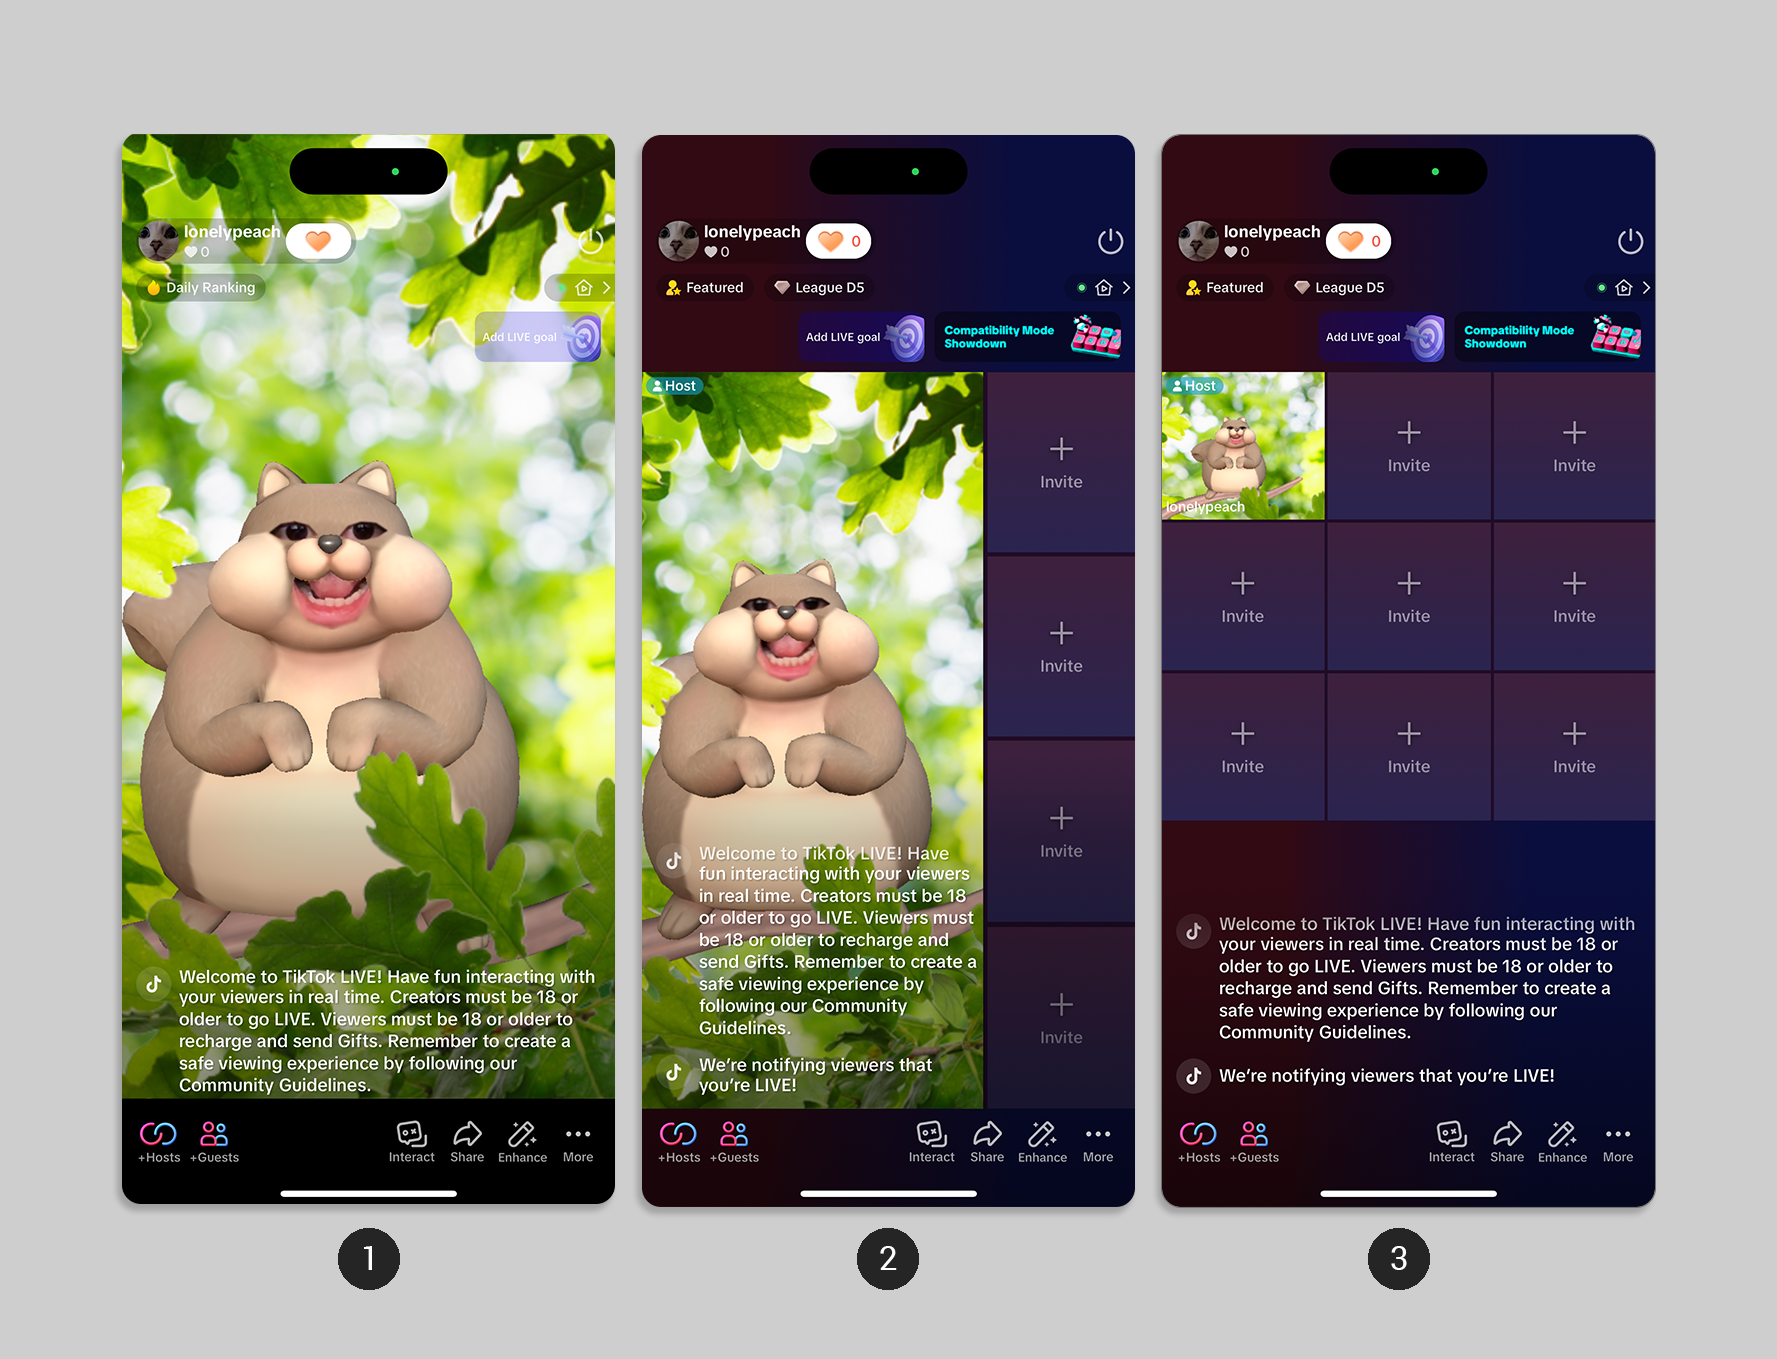 lonelypeach
0
Daily Ranking
Add LIVE goal
Welcome to TikTok LIVE! Have fun interacting with
your viewers in real time. Creators must be 18 or
older to go LIVE. Viewers must be 18 or older to
recharge and send Gifts. Remember to create a
safe viewing experience by following our
Community Guidelines.
+Hosts +Guests Interact Share Enhance More
1
lonelypeach
0
0
Featured League D5
Add LIVE goal
Compatibility Mode
Showdown
Host
Invite
Invite
Invite
Invite
Welcome to TikTok LIVE! Have
fun interacting with your viewers
in real time. Creators must be 18
or older to go LIVE. Viewers must
be 18 or older to recharge and
send Gifts. Remember to create a
safe viewing experience by
following our Community
Guidelines.
We're notifying viewers that
you're LIVE!
+Hosts +Guests Interact Share Enhance More
2
lonelypeach
0
0
Featured League D5
Add LIVE goal
Compatibility Mode
Showdown
Host
lonelypeach
Invite Invite
Invite Invite Invite
Invite Invite Invite
Welcome to TikTok LIVE! Have fun interacting with
your viewers in real time. Creators must be 18 or
older to go LIVE. Viewers must be 18 or older to
recharge and send Gifts. Remember to create a
safe viewing experience by following our
Community Guidelines.
We're notifying viewers that you're LIVE!
+Hosts +Guests Interact Share Enhance More
3